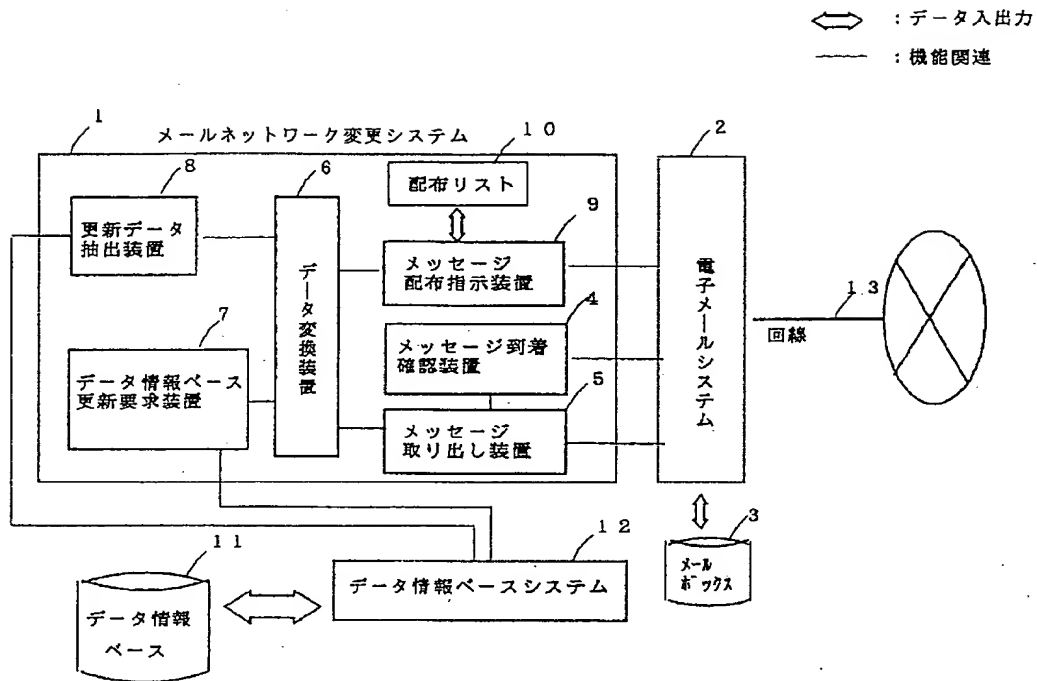 ：データ入出力
：機能関連
1
メールネットワーク変更システム
10
2
8
6
配布リスト
更新データ
抽出装置
9
メッセージ
配布指示装置
データ変換装置
電子メールシステム
13
回線
4
7
メッセージ到着
確認装置
データ情報ベース
更新要求装置
5
メッセージ
取り出し装置
3
メール
ボックス
11
12
データ情報ベースシステム
データ情報
ベース